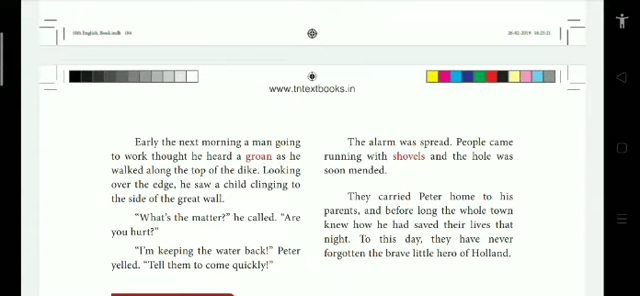 www.tntextbooks.in
Early the next morning a man going
to work thought he heard a groan as he
walked along the top of the dike. Looking
over the edge, he saw a child clinging to
the side of the great wall.
“What's the matter?” he called. “Are
you hurt?”
“I'm keeping the water back!” Peter
yelled. “Tell them to come quickly!”
The alarm was spread. People came
running with shovels and the hole was
soon mended.
They carried Peter home to his
parents, and before long the whole town
knew how he had saved their lives that
night. To this day, they have never
forgotten the brave little hero of Holland.